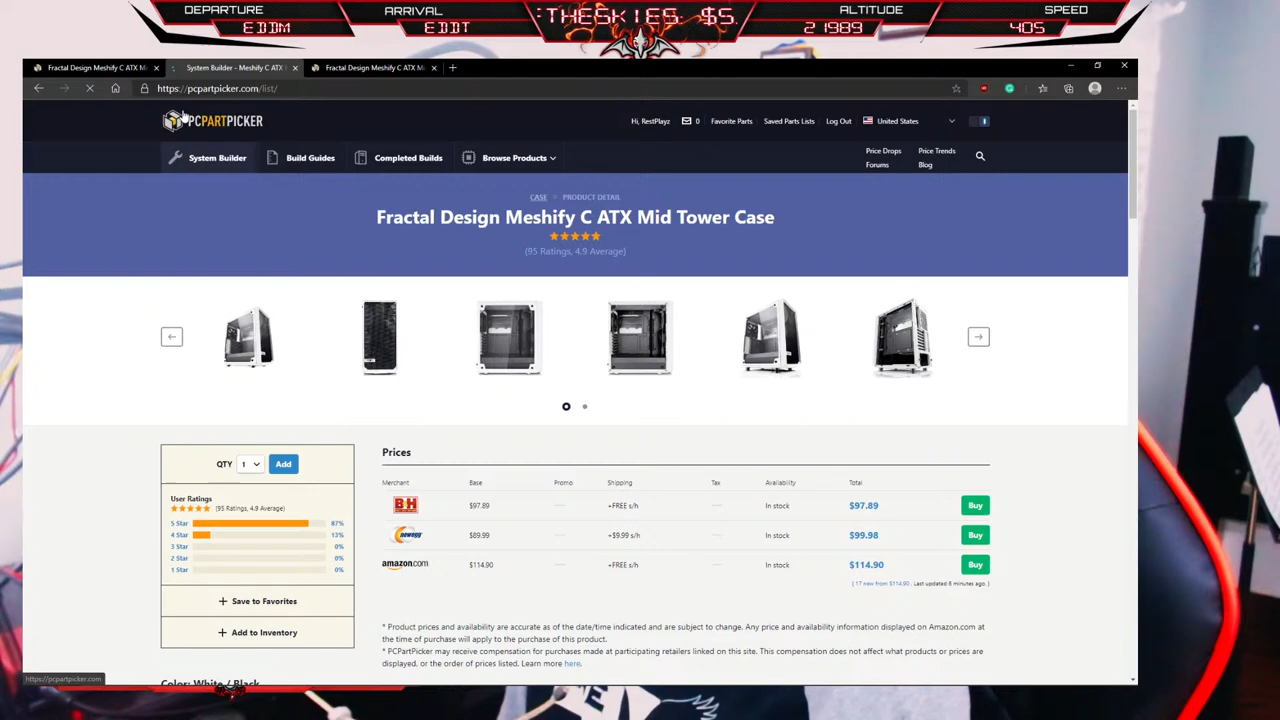 DEPARTURE
EDDM
ARRIVAL
EDDT
:THESKIES: $5.
ALTITUDE
21989
SPEED
405
Fractal Design Meshify C ATX M
System Builder - Meshify C ATX
Fractal Design Meshify C ATX M
https://pcpartpicker.com/list/
PCPARTPICKER
Hi, RestPlayz
0
Favorite Parts
Saved Parts Lists
Log Out
United States
System Builder
Build Guides
Completed Builds
Browse Products
Price Drops
Price Trends
Forums
Blog
CASE > PRODUCT DETAIL
Fractal Design Meshify C ATX Mid Tower Case
(95 Ratings, 4.9 Average)
QTY 1 Add
User Ratings
(95 Ratings, 4.9 Average)
5 Star 87%
4 Star 13%
3 Star 0%
2 Star 0%
1 Star 0%
+ Save to Favorites
+ Add to Inventory
Color: White / Black
Prices
Merchant Base Promo Shipping Tax Availability Total
BH $97.89 +FREE s/h In stock $97.89 Buy
newegg $89.99 +$9.99 s/h In stock $99.98 Buy
amazon.com $114.90 +FREE s/h In stock $114.90 Buy
[ 17 new from $114.90 . Last updated 6 minutes ago. ]
* Product prices and availability are accurate as of the date/time indicated and are subject to change. Any price and availability information displayed on Amazon.com at
the time of purchase will apply to the purchase of this product.
* PCPartPicker may receive compensation for purchases made at participating retailers linked on this site. This compensation does not affect what products or prices are
displayed, or the order of prices listed. Learn more here.
https://pcpartpicker.com